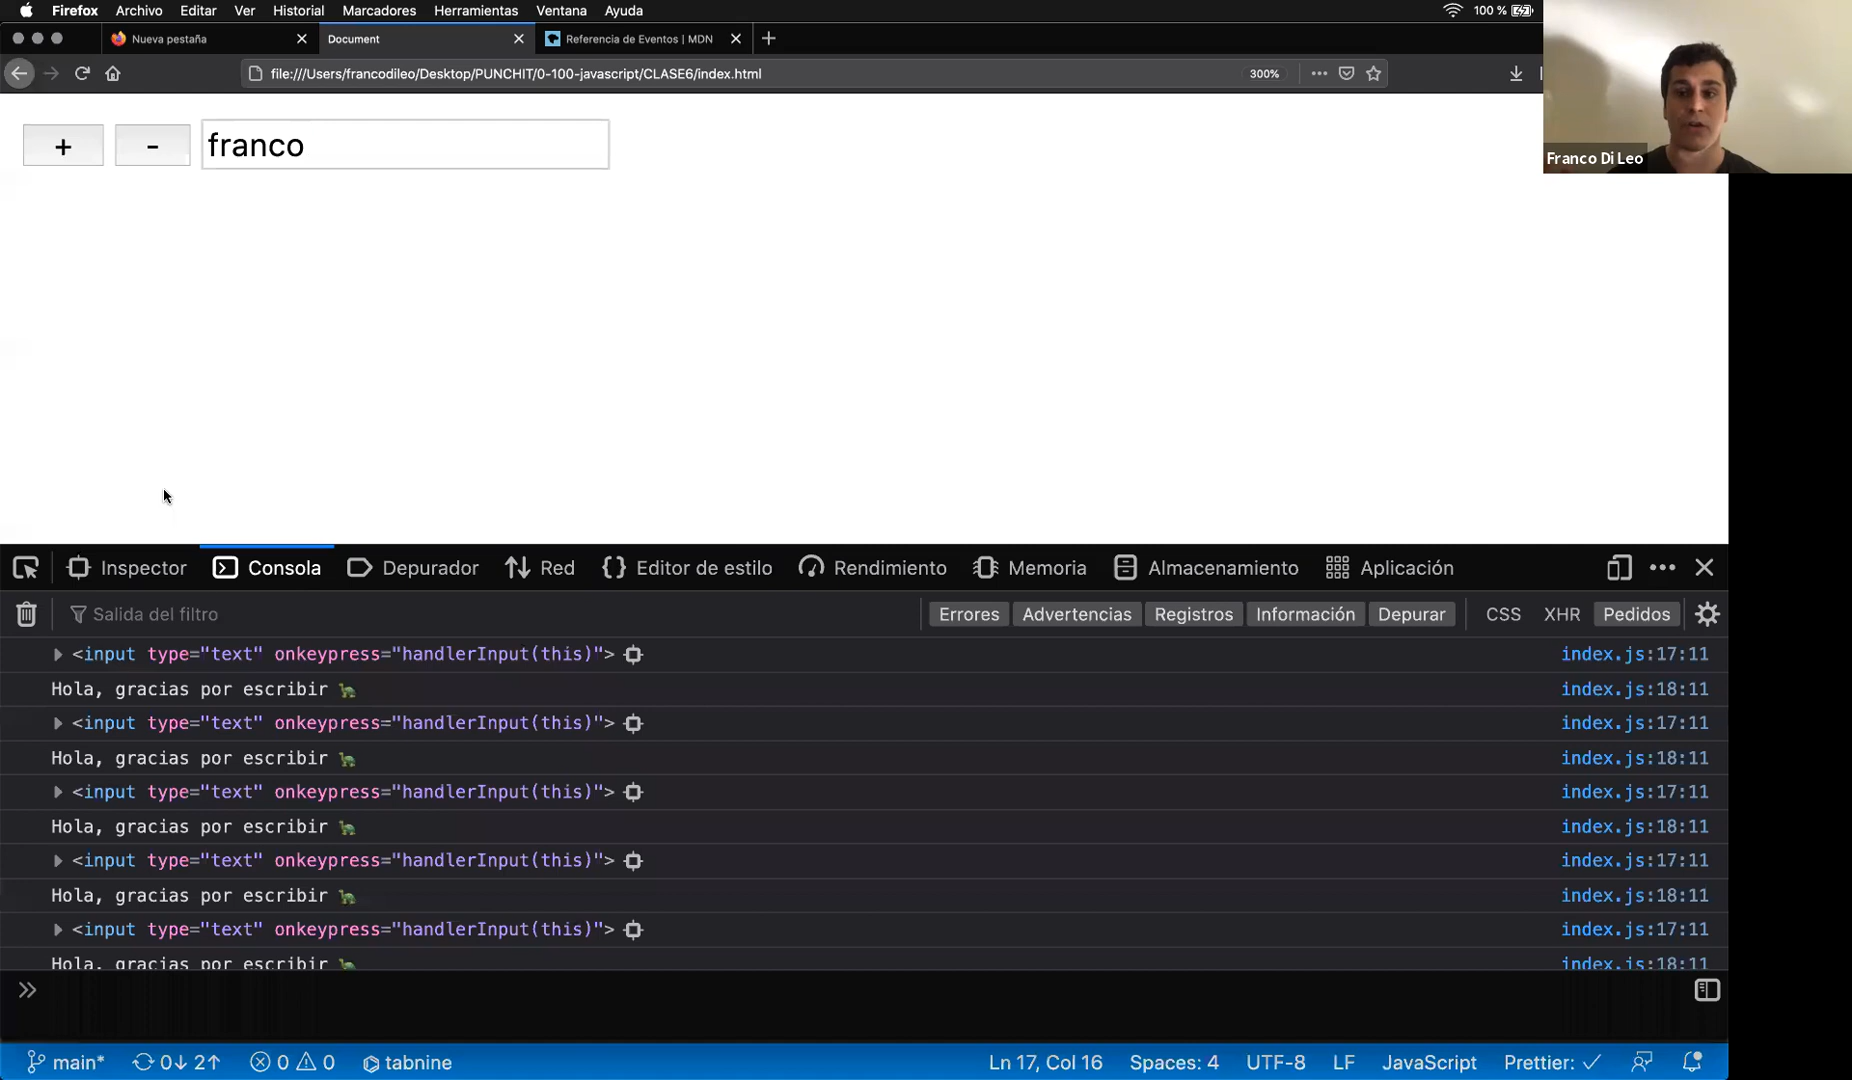 Firefox Archivo Editar Ver Historial Marcadores Herramientas Ventana Ayuda 100 %
Nueva pestaña Document Referencia de Eventos | MDN
file:///Users/francodileo/Desktop/PUNCHIT/0-100-javascript/CLASE6/index.html 300%
+ - franco
Franco Di Leo
Inspector Consola Depurador Red Editor de estilo Rendimiento Memoria Almacenamiento Aplicación
Salida del filtro Errores Advertencias Registros Información Depurar CSS XHR Pedidos
<input type="text" onkeypress="handlerInput(this)"> index.js:17:11
Hola, gracias por escribir 🦕 index.js:18:11
<input type="text" onkeypress="handlerInput(this)"> index.js:17:11
Hola, gracias por escribir 🦕 index.js:18:11
<input type="text" onkeypress="handlerInput(this)"> index.js:17:11
Hola, gracias por escribir 🦕 index.js:18:11
<input type="text" onkeypress="handlerInput(this)"> index.js:17:11
Hola, gracias por escribir 🦕 index.js:18:11
<input type="text" onkeypress="handlerInput(this)"> index.js:17:11
Hola, gracias por escribir 🦕 index.js:18:11
main* 0↓ 2↑ 0 0 tabnine Ln 17, Col 16 Spaces: 4 UTF-8 LF JavaScript Prettier: ✓